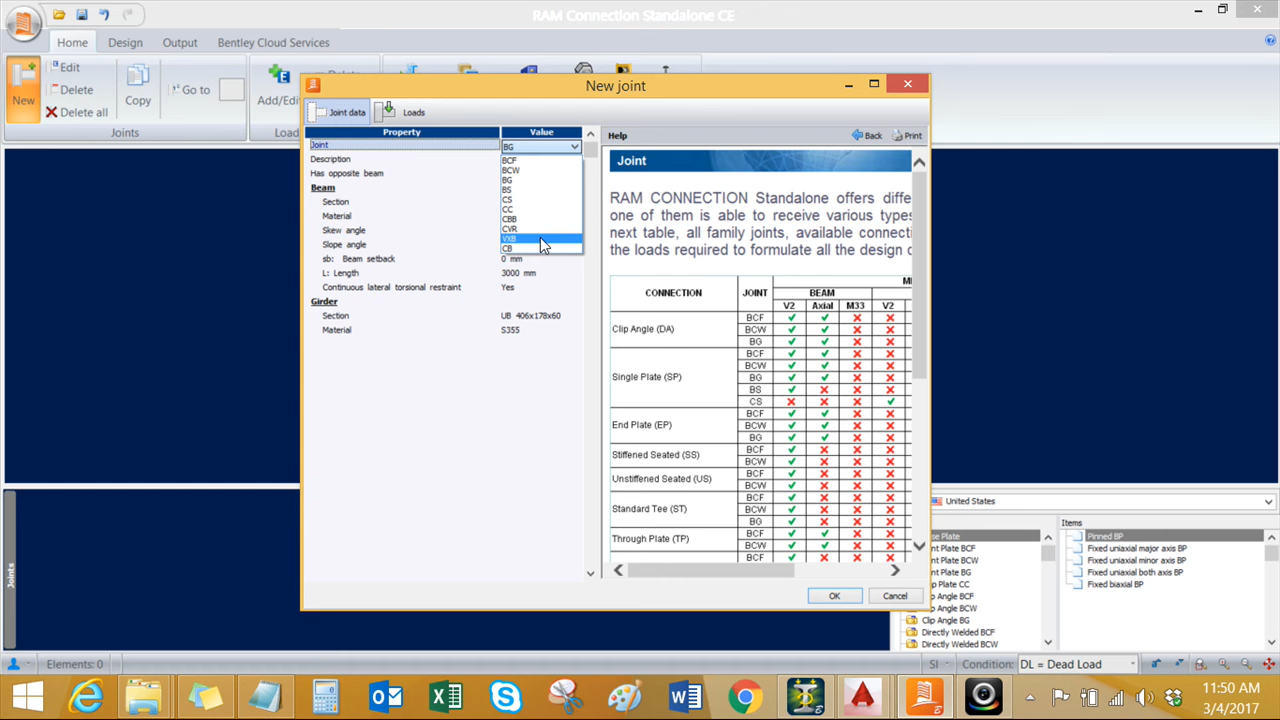 RAM Connection Standalone CE
Home Design Output Bentley Cloud Services
New
Edit
Delete
Delete all
Copy
Go to
Add/Edit
Joints
New joint
Joint data
Loads
Property Value
Joint BG
Description
Has opposite beam
Beam
Section
Material
Skew angle
Slope angle
sb: Beam setback 0 mm
L: Length 3000 mm
Continuous lateral torsional restraint Yes
Girder
Section UB 406x178x60
Material S355
BCF
BCW
BG
BS
CS
CC
CBB
CVR
VXB
CB
Help Back Print
Joint
RAM CONNECTION Standalone offers diffe
one of them is able to receive various types
next table, all family joints, available connecti
the loads required to formulate all the design c
CONNECTION JOINT BEAM
V2 Axial M33 V2
Clip Angle (DA) BCF
BCW
BG
Single Plate (SP) BCF
BCW
BG
BS
CS
End Plate (EP) BCF
BCW
BG
Stiffened Seated (SS) BCF
BCW
Unstiffened Seated (US) BCF
BCW
Standard Tee (ST) BCF
BCW
BG
Through Plate (TP) BCF
BCW
BCF
OK Cancel
United States
Items
Pinned BP
Fixed uniaxial major axis BP
Fixed uniaxial minor axis BP
Fixed uniaxial both axis BP
Fixed biaxial BP
Clip Angle BG
Directly Welded BCF
Directly Welded BCW
Joints
Elements: 0
SI Condition: DL = Dead Load
11:50 AM
3/4/2017